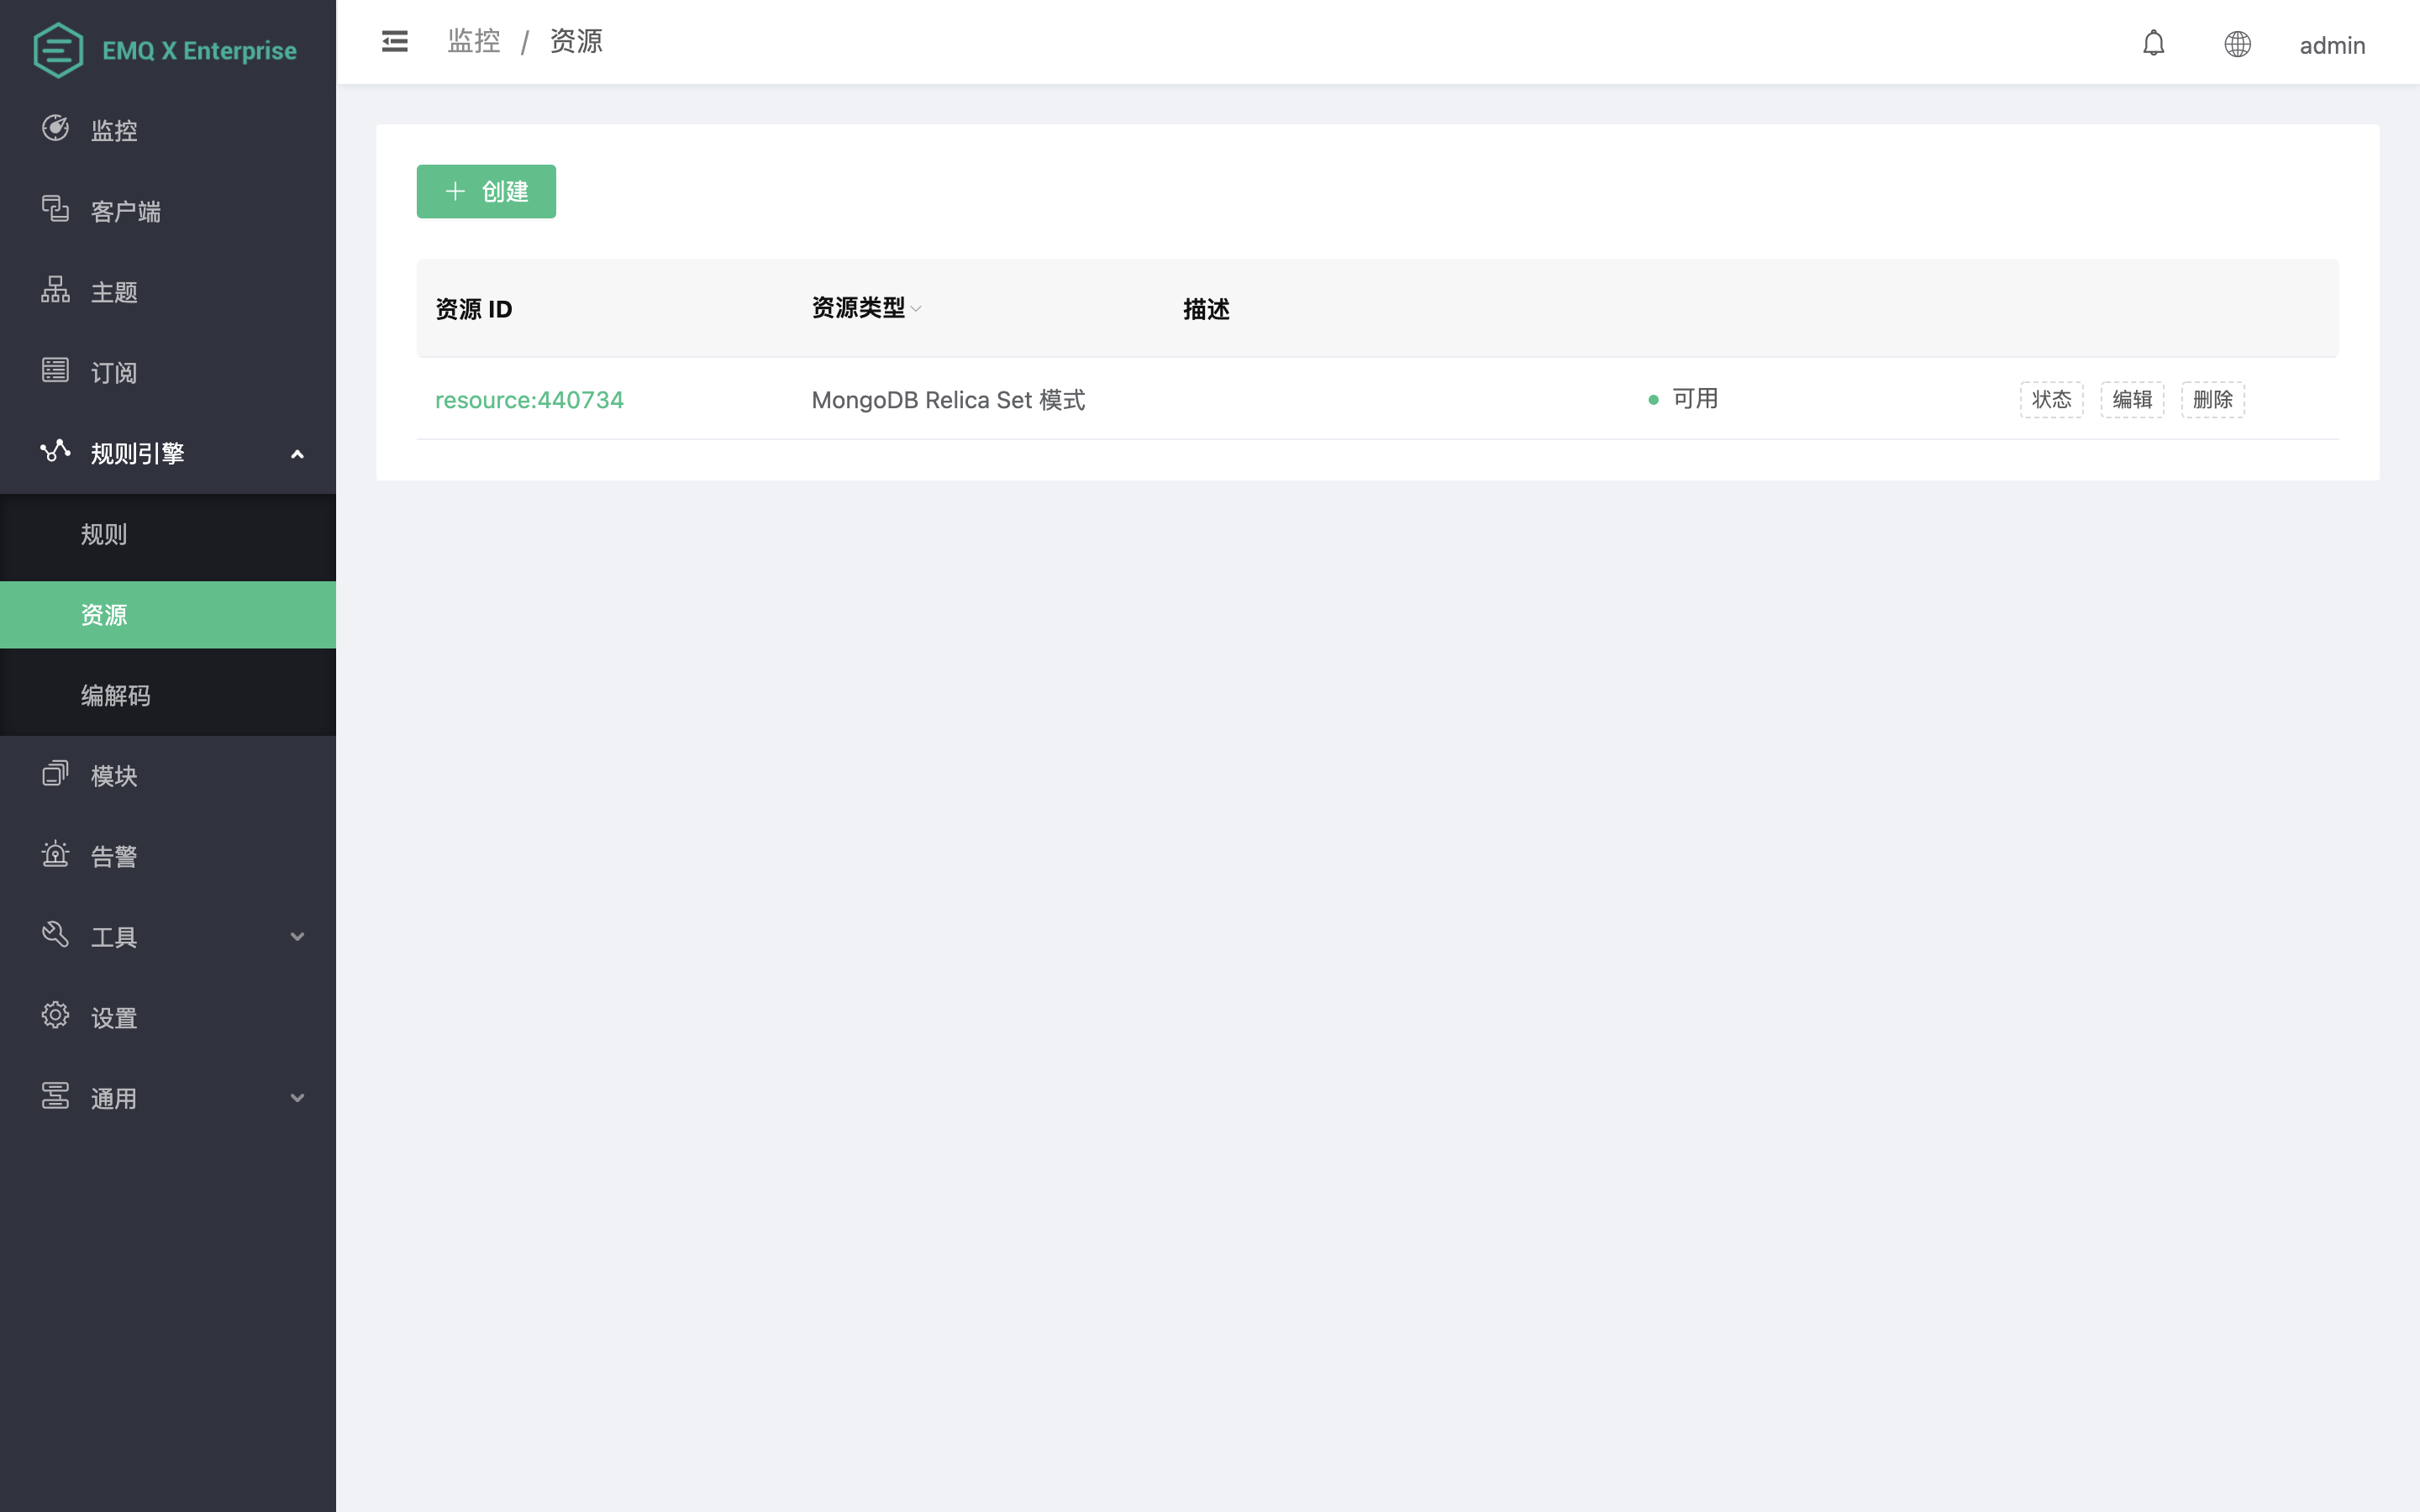 EMQ X Enterprise
监控
客户端
主题
订阅
规则引擎
规则
资源
编解码
模块
告警
工具
设置
通用
监控 / 资源
admin
创建
资源 ID 资源类型 描述
resource:440734 MongoDB Relica Set 模式 可用 状态 编辑 删除